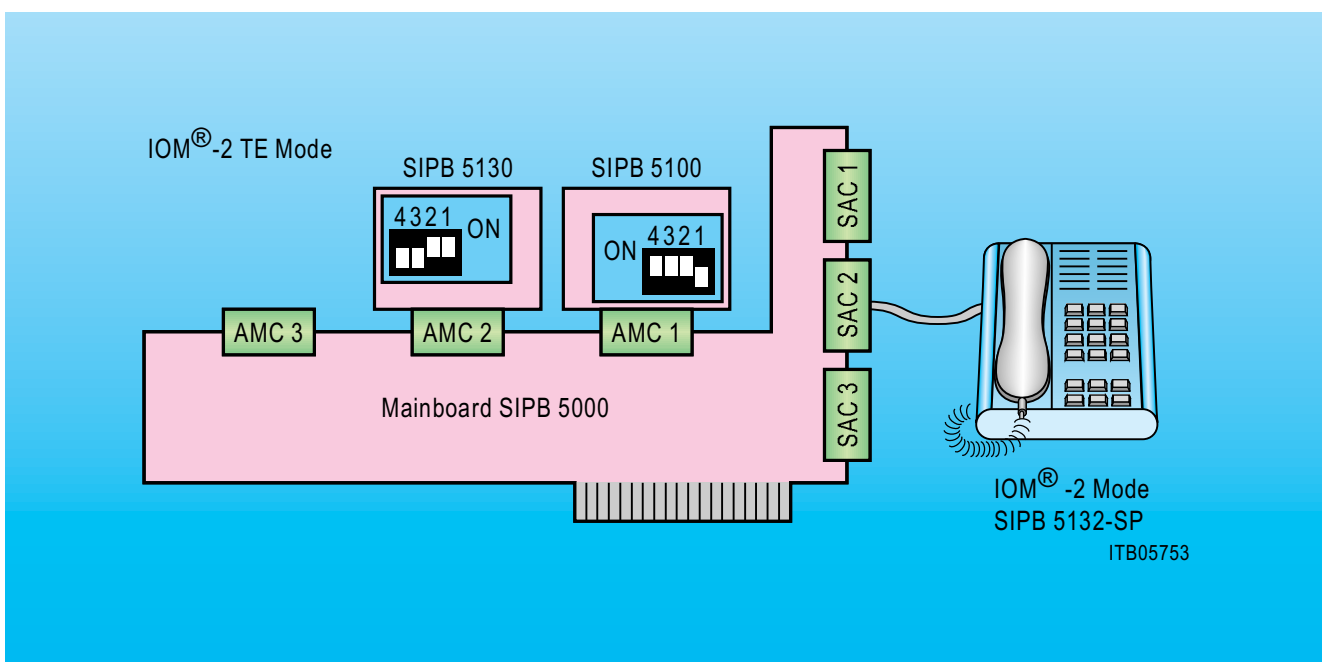 IOM®-2 TE Mode
SIPB 5130
SIPB 5100
4321
ON
ON
4321
SAC 1
SAC 2
SAC 3
AMC 3
AMC 2
AMC 1
Mainboard SIPB 5000
IOM® -2 Mode
SIPB 5132-SP
ITB05753